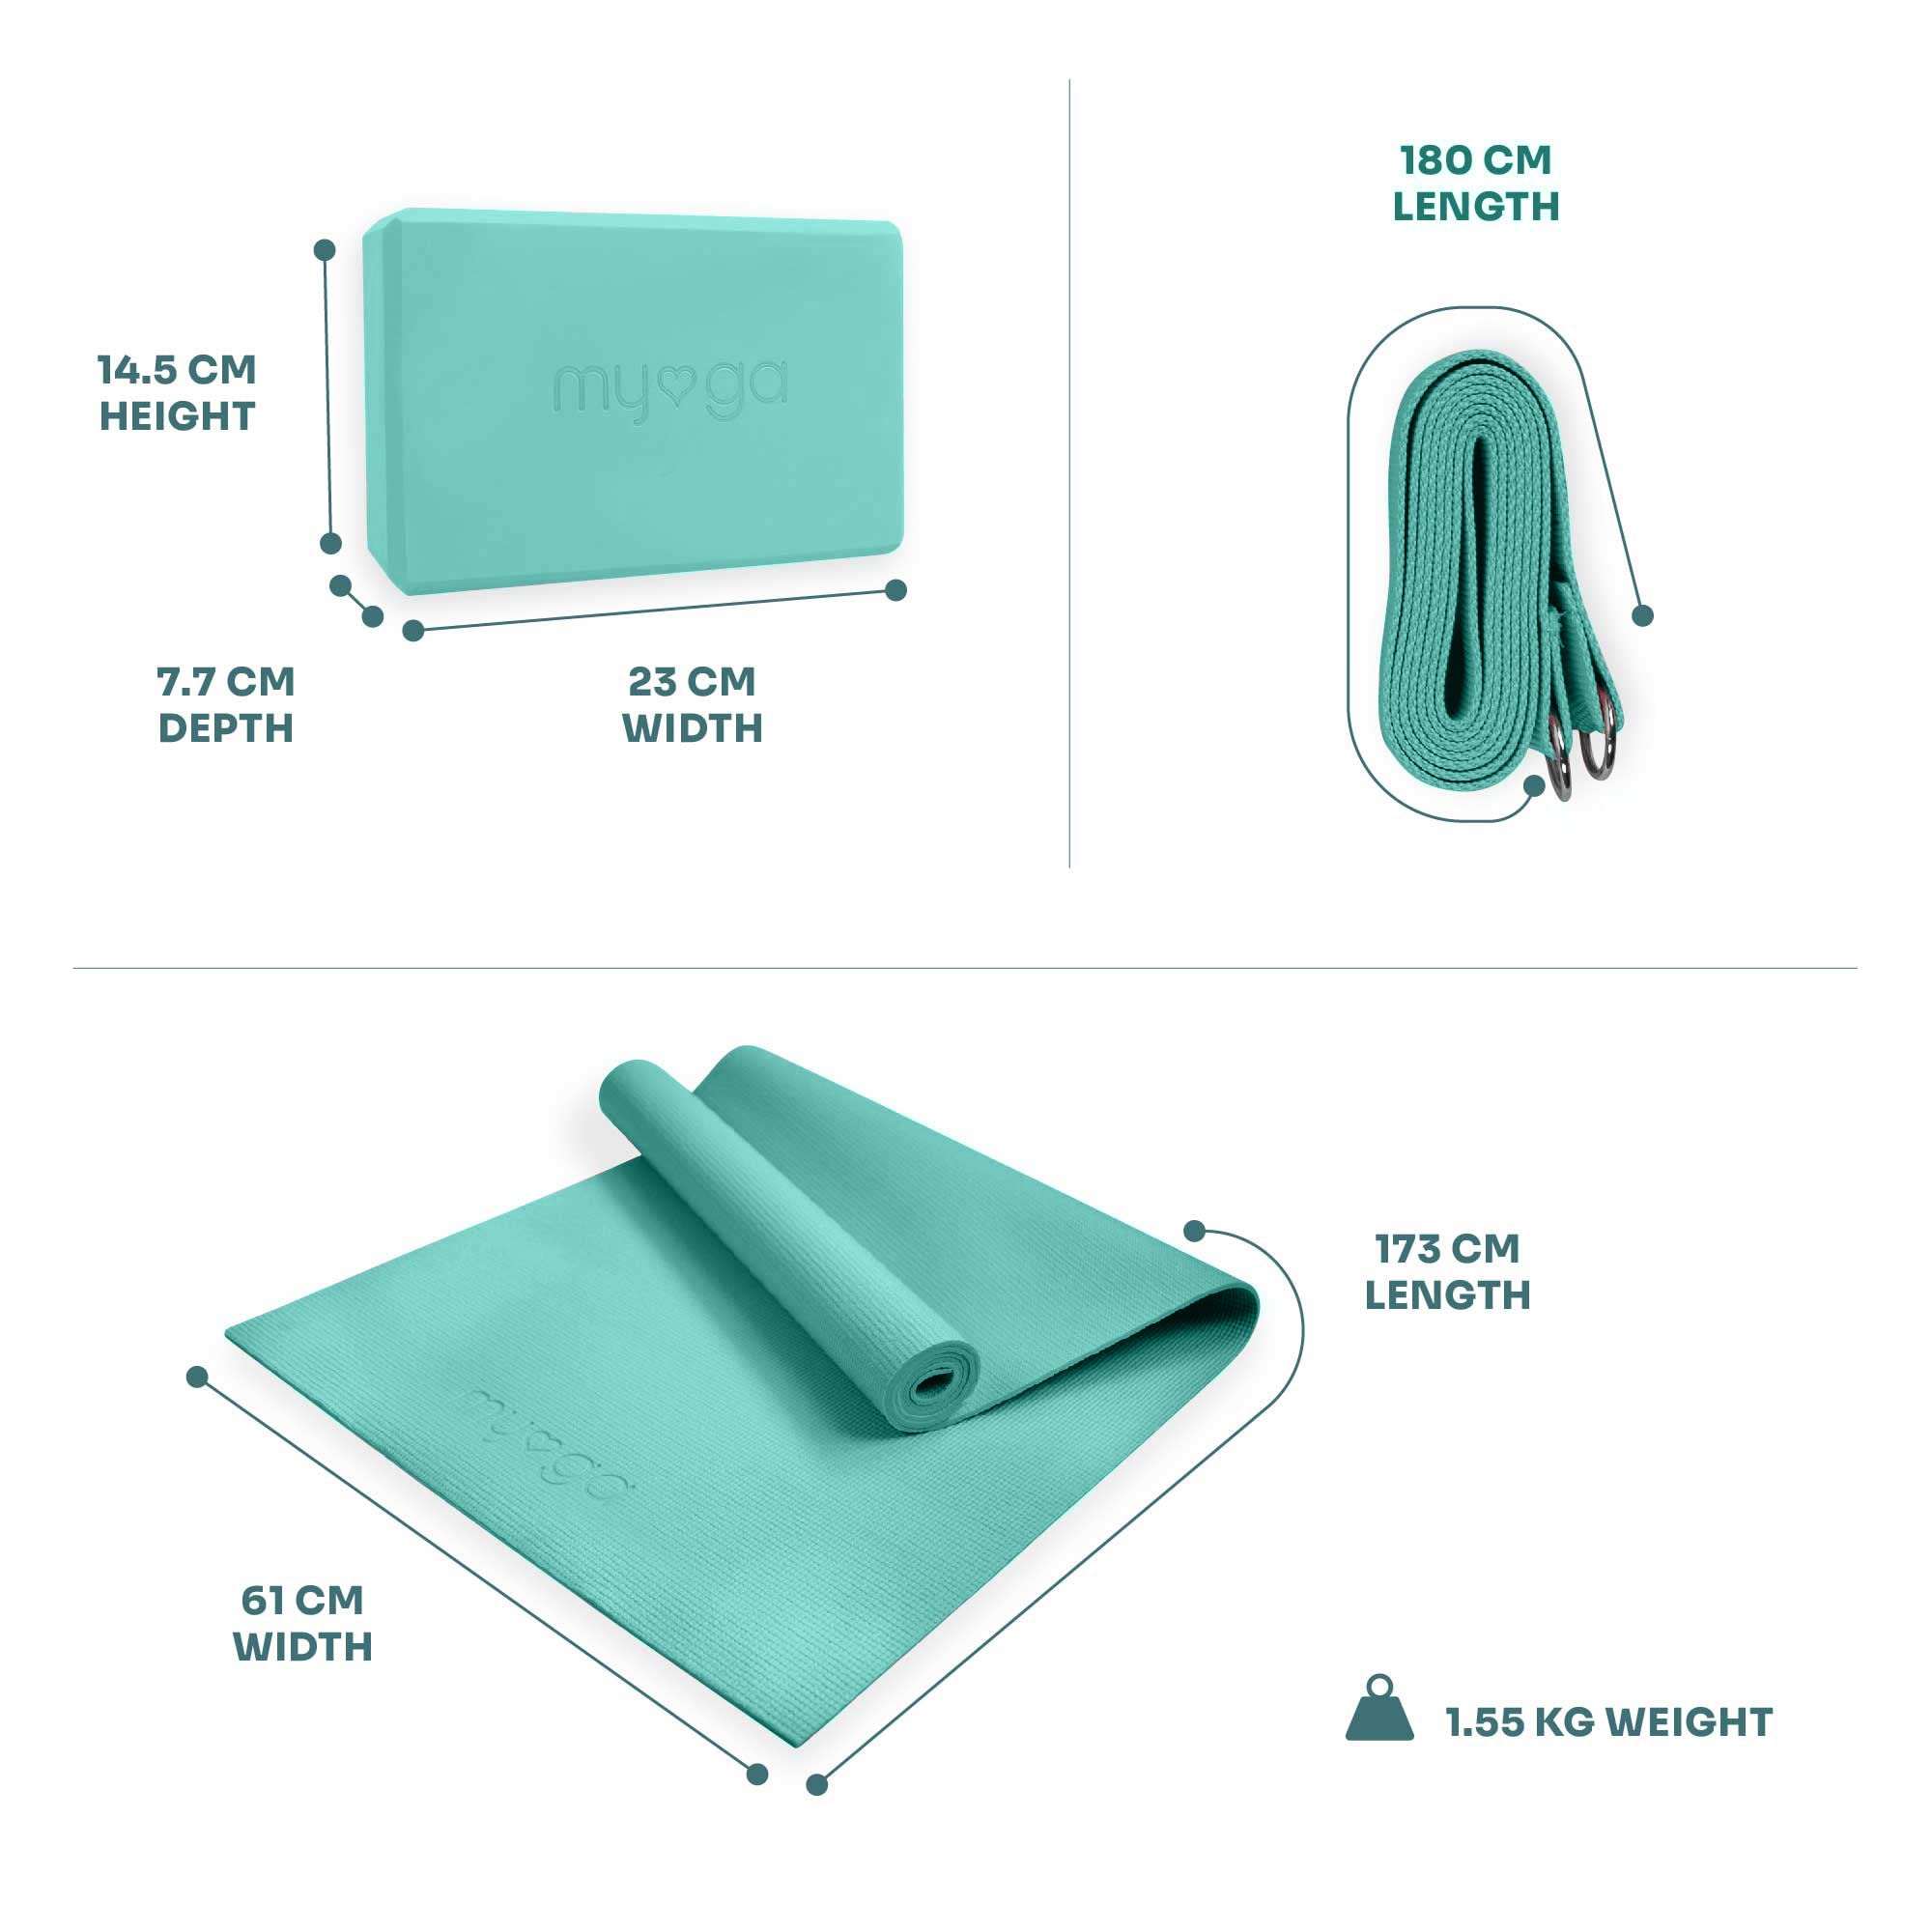 14.5 CM
HEIGHT
myoga
7.7 CM
DEPTH
23 CM
WIDTH
180 CM
LENGTH
myoga
173 CM
LENGTH
61 CM
WIDTH
1.55 KG WEIGHT